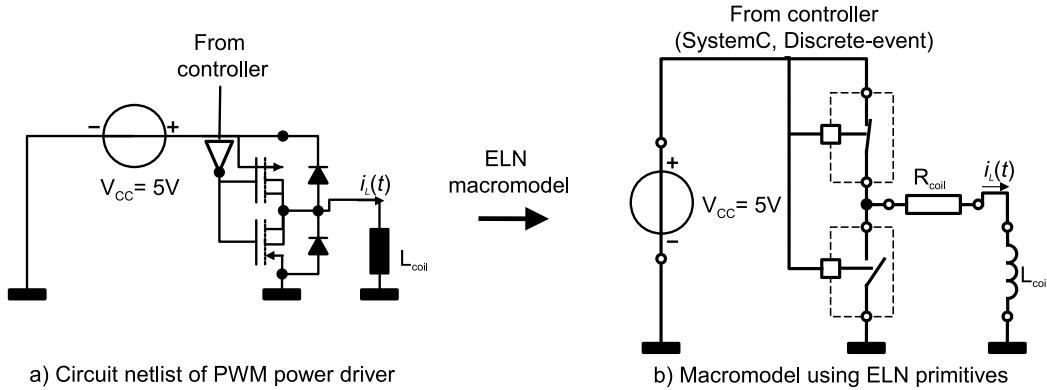 From
controller
–
+
V_CC= 5V
i_L(t)
L_coil
a) Circuit netlist of PWM power driver
ELN
macromodel
From controller
(SystemC, Discrete-event)
+
V_CC= 5V
–
R_coil
i_L(t)
L_coi
b) Macromodel using ELN primitives